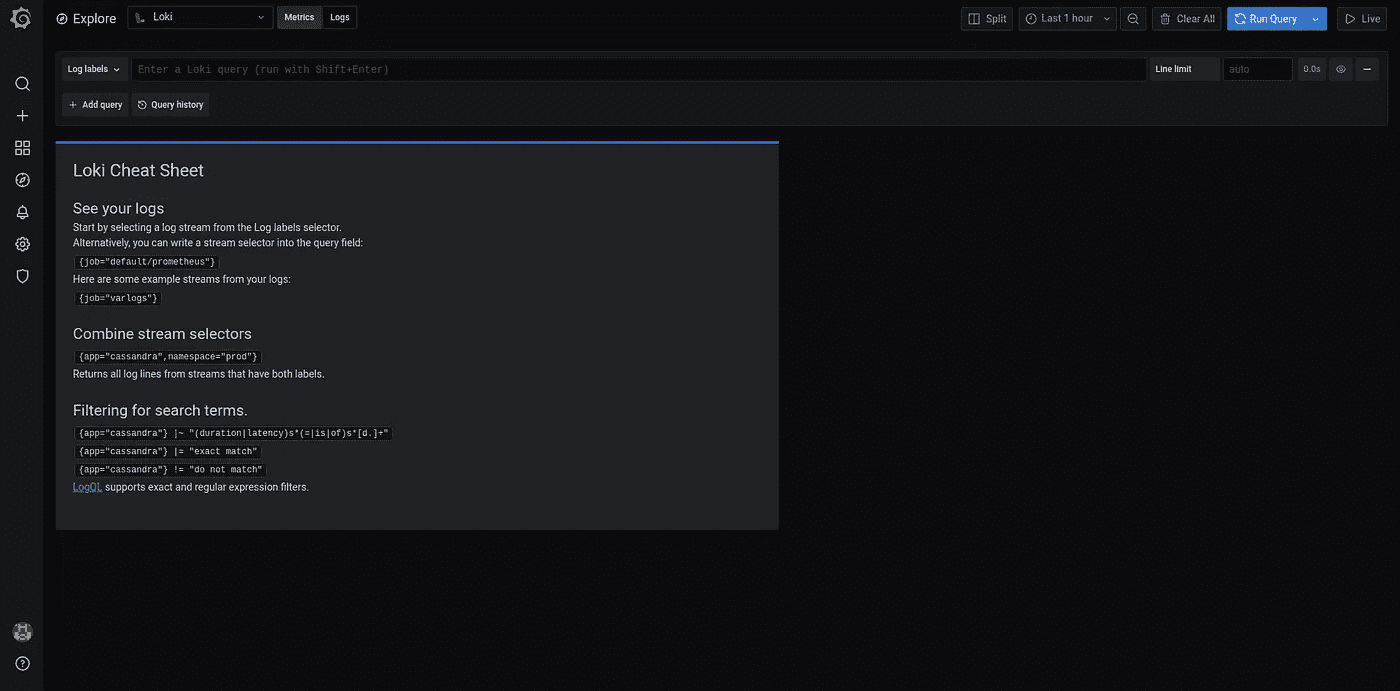 Explore Loki Metrics Logs Split Last 1 hour Clear All Run Query Live
Log labels Enter a Loki query (run with Shift+Enter) Line limit auto 0.0s
Add query Query history
Loki Cheat Sheet
See your logs
Start by selecting a log stream from the Log labels selector.
Alternatively, you can write a stream selector into the query field:
{job="default/prometheus"}
Here are some example streams from your logs:
{job="varlogs"}
Combine stream selectors
{app="cassandra",namespace="prod"}
Returns all log lines from streams that have both labels.
Filtering for search terms.
{app="cassandra"} |~ "(duration|latency)s*(=|is|of)s*[d.]+"
{app="cassandra"} |= "exact match"
{app="cassandra"} != "do not match"
LogQL supports exact and regular expression filters.